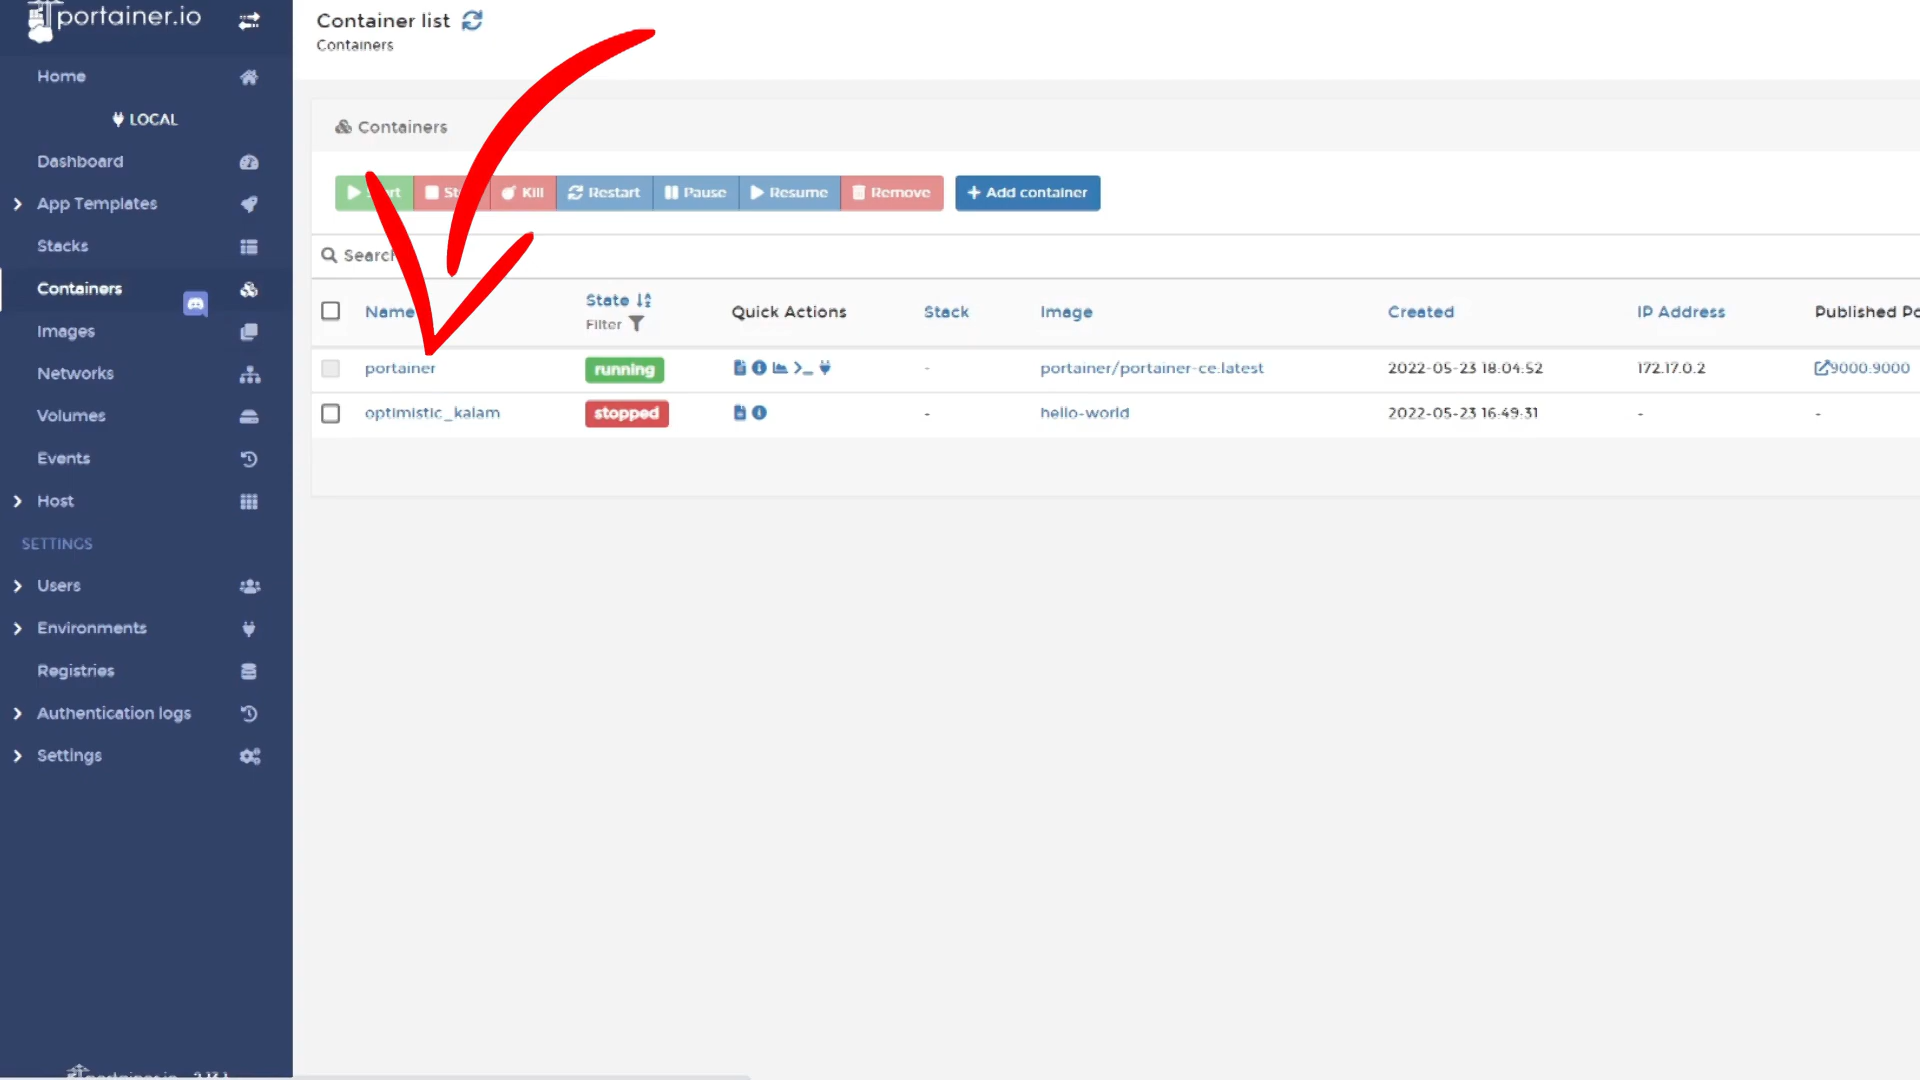 portainer.io
Home
LOCAL
Dashboard
App Templates
Stacks
Containers
Images
Networks
Volumes
Events
Host
SETTINGS
Users
Environments
Registries
Authentication logs
Settings
Container list
Containers
Containers
Kill Restart Pause Resume Remove + Add container
Search
Name State Filter Quick Actions Stack Image Created IP Address Published Po
portainer running - portainer/portainer-ce:latest 2022-05-23 18:04:52 172.17.0.2 9000:9000
optimistic_kalam stopped - hello-world 2022-05-23 16:49:31 - -